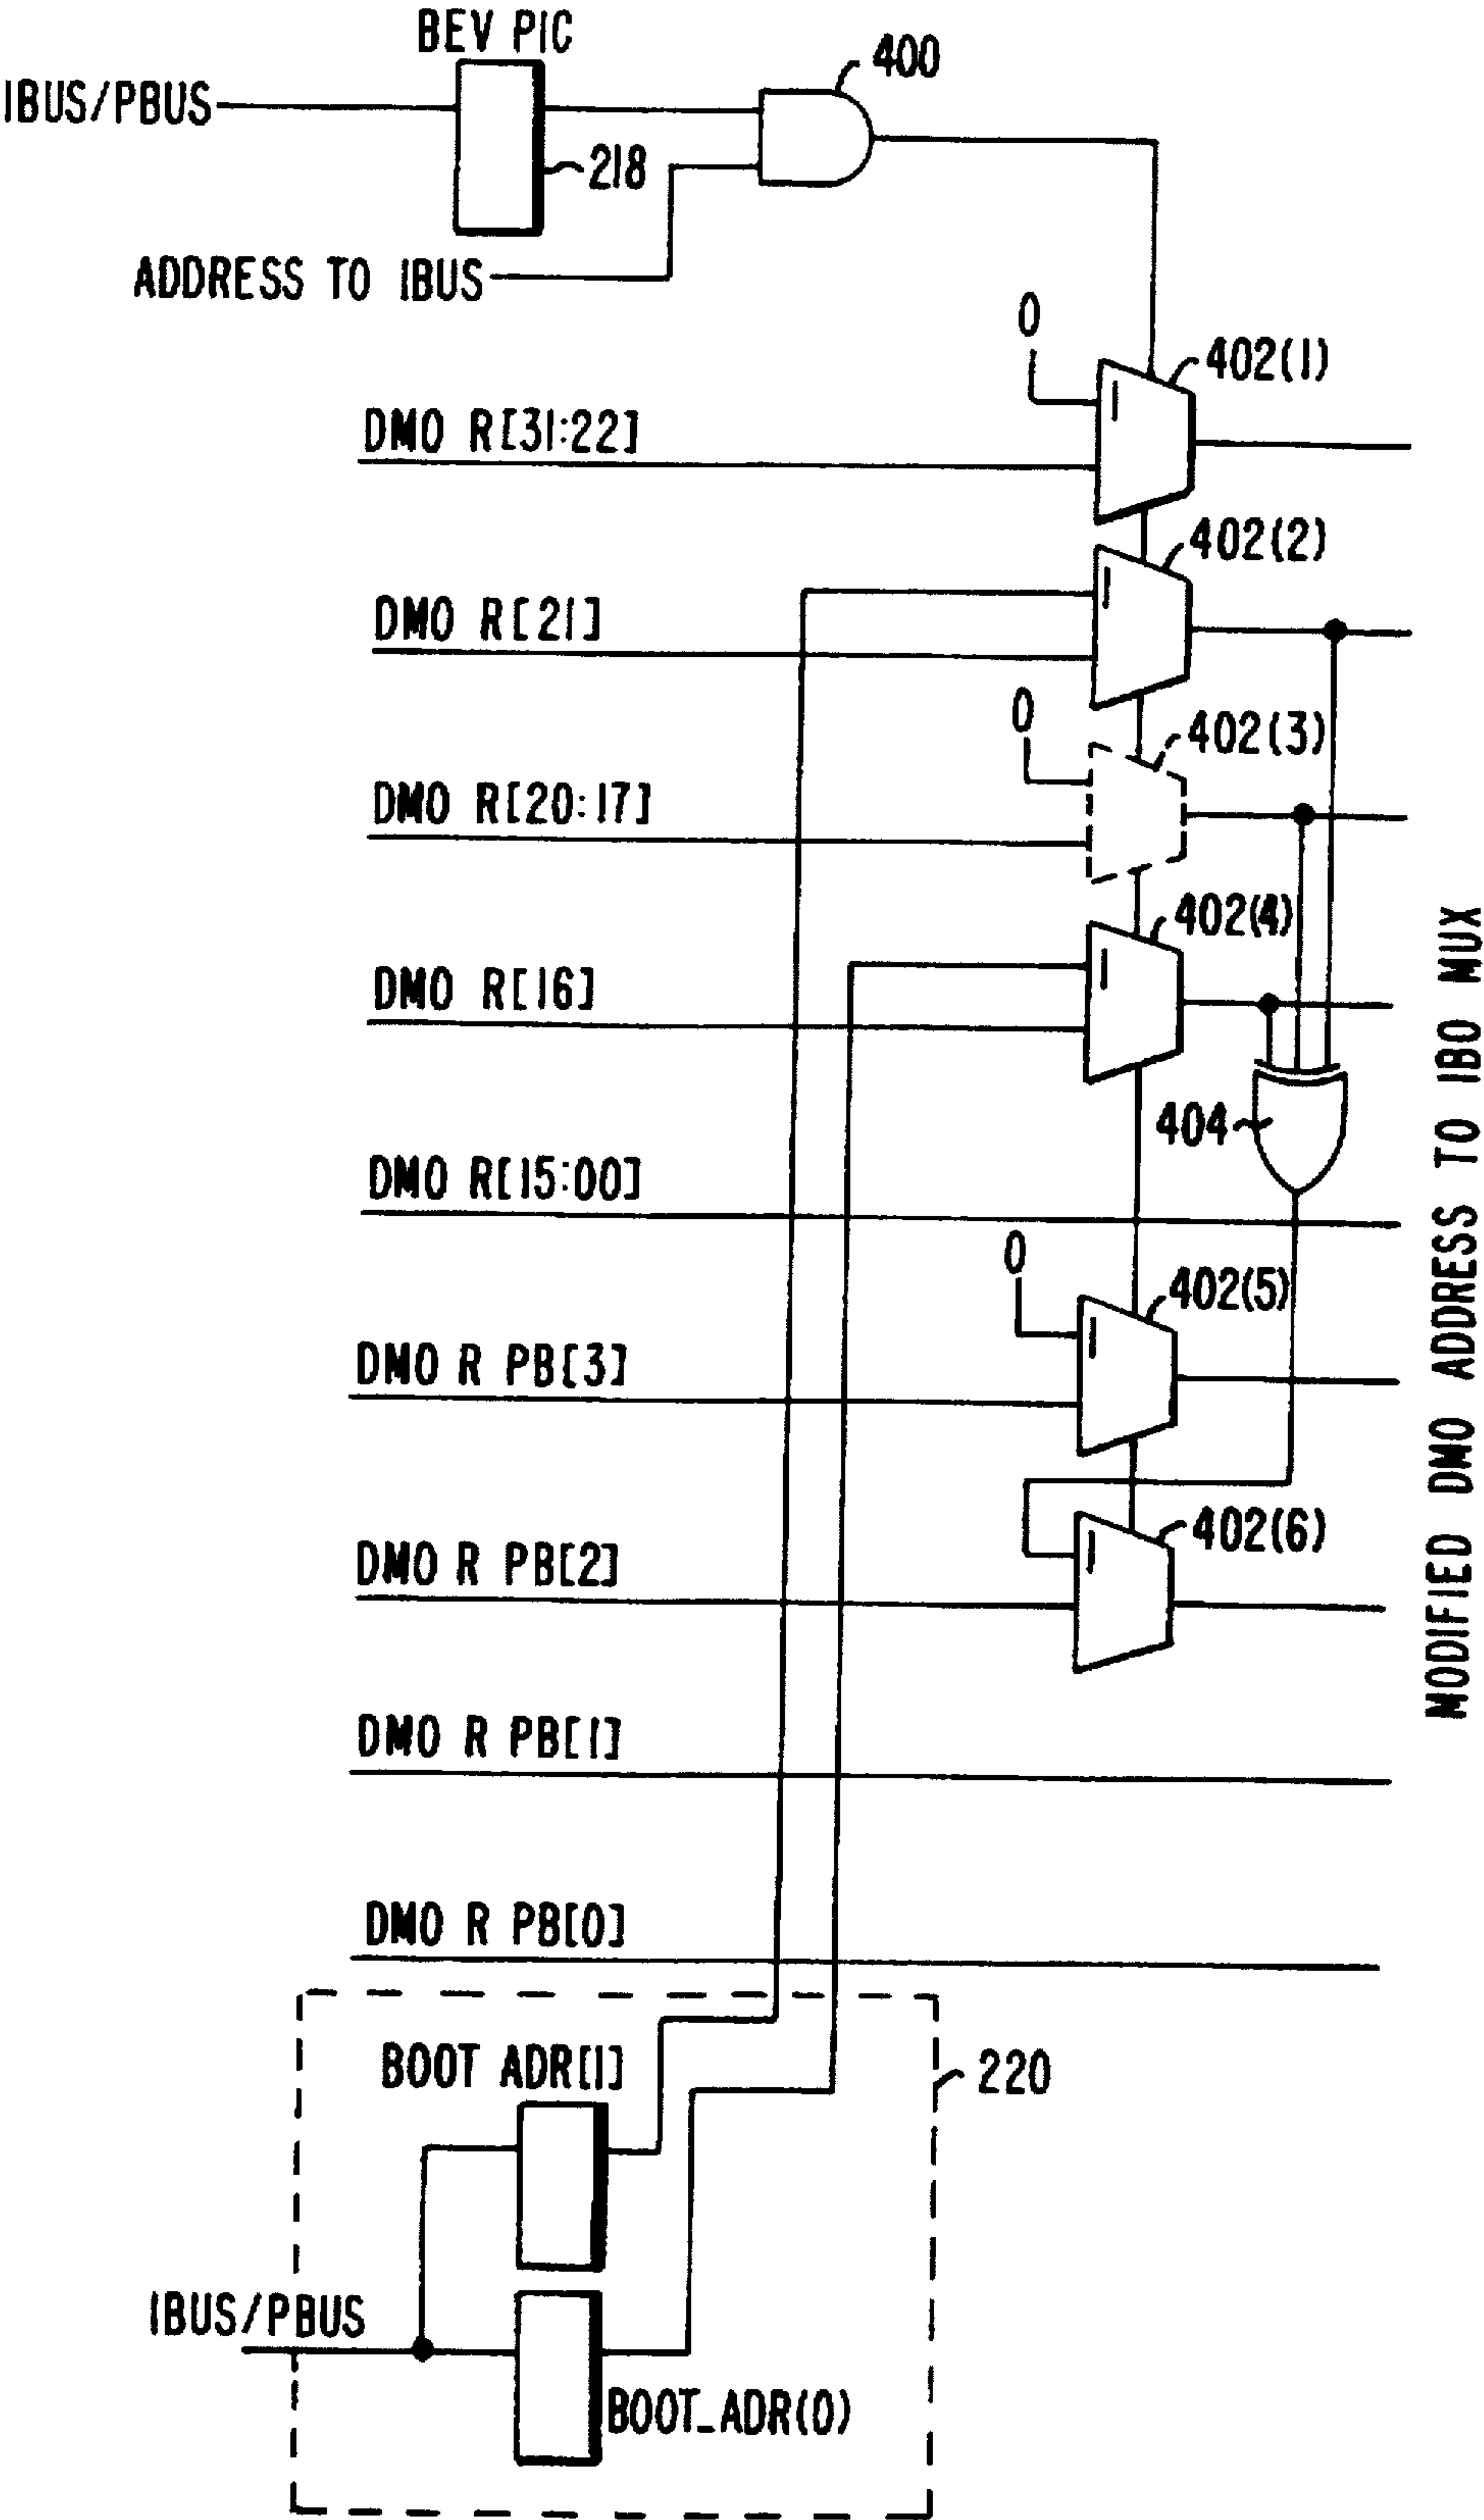 BEV PIC
400
IBUS/PBUS
218
ADDRESS TO IBUS
0
402(1)
DMO R[31:22]
402(2)
DMO R[21]
0
402(3)
DMO R[20:17]
402(4)
DMO R[16]
404
DMO R[15:00]
0
402(5)
DMO R PB[3]
402(6)
DMO R PB[2]
DMO R PB[1]
DMO R PB[0]
MODIFIED DMO ADDRESS TO IBO MUX
BOOT ADR[1]
220
IBUS/PBUS
BOOT_ADR(0)